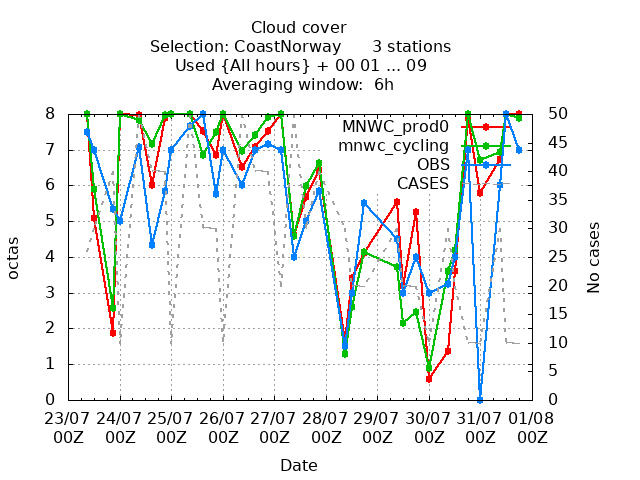 Cloud cover
Selection: CoastNorway 3 stations
Used {All hours} + 00 01 ... 09
Averaging window: 6h
MNWC_prod0
mnwc_cycling
OBS
CASES
octas
8
7
6
5
4
3
2
1
0
No cases
50
45
40
35
30
25
20
15
10
5
0
23/07 24/07 25/07 26/07 27/07 28/07 29/07 30/07 31/07 01/08
00Z 00Z 00Z 00Z 00Z 00Z 00Z 00Z 00Z 00Z
Date